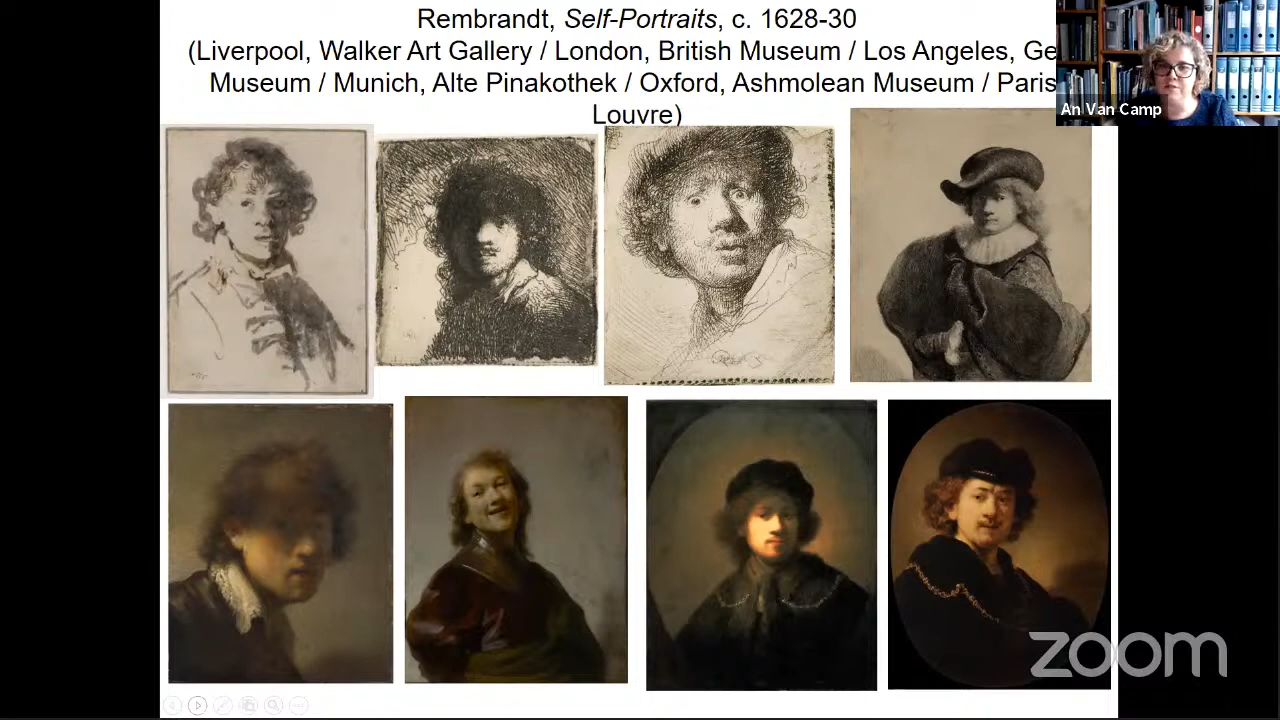 Rembrandt, Self-Portraits, c. 1628-30
(Liverpool, Walker Art Gallery / London, British Museum / Los Angeles, Ge
Museum / Munich, Alte Pinakothek / Oxford, Ashmolean Museum / Paris
Louvre)
An Van Camp
zoom